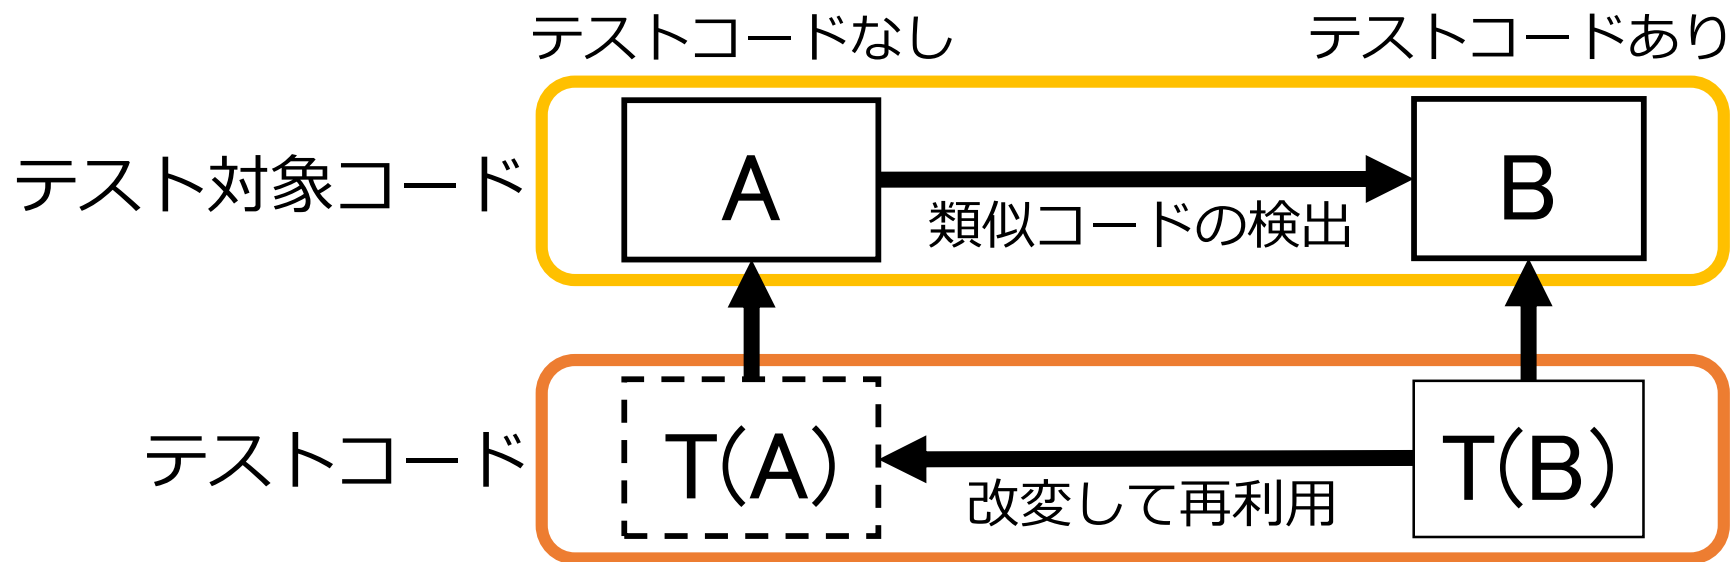 テストコードなし
テストコードあり
テスト対象コード
A
B
類似コードの検出
テストコード
T(A)
T(B)
改変して再利用